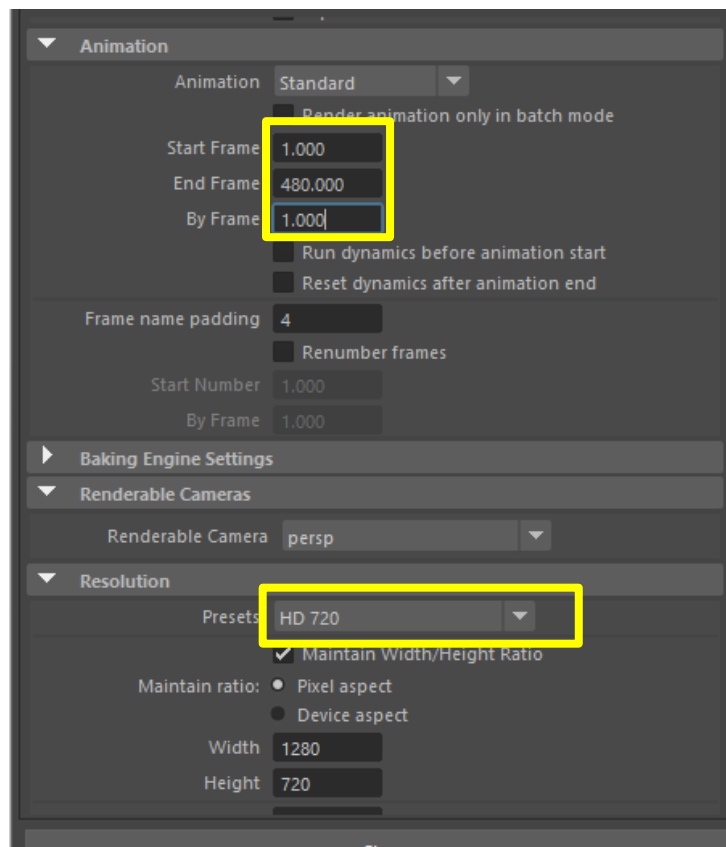 Animation
Animation Standard
Render animation only in batch mode
Start Frame 1.000
End Frame 480.000
By Frame 1.000
Run dynamics before animation start
Reset dynamics after animation end
Frame name padding 4
Renumber frames
Start Number 1.000
By Frame 1.000
Baking Engine Settings
Renderable Cameras
Renderable Camera persp
Resolution
Presets HD 720
Maintain Width/Height Ratio
Maintain ratio: Pixel aspect
Device aspect
Width 1280
Height 720